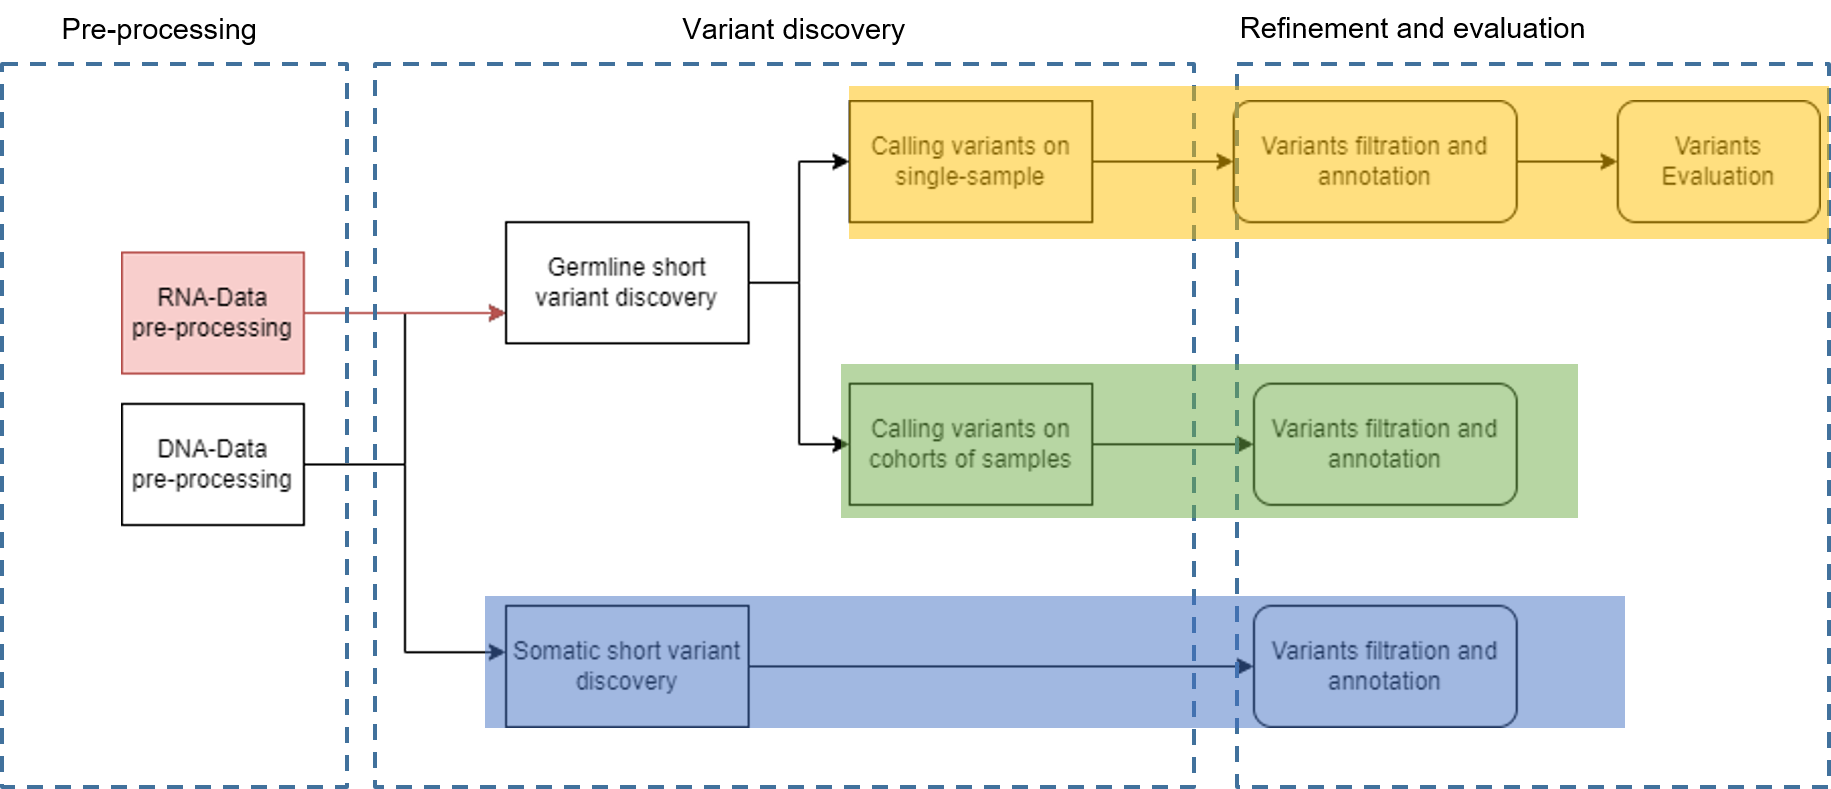 Pre-processing
Variant discovery
Refinement and evaluation
Calling variants on
single-sample
Variants filtration and
annotation
Variants
Evaluation
Germline short
variant discovery
RNA-Data
pre-processing
Calling variants on
cohorts of samples
Variants filtration and
annotation
DNA-Data
pre-processing
Somatic short variant
discovery
Variants filtration and
annotation